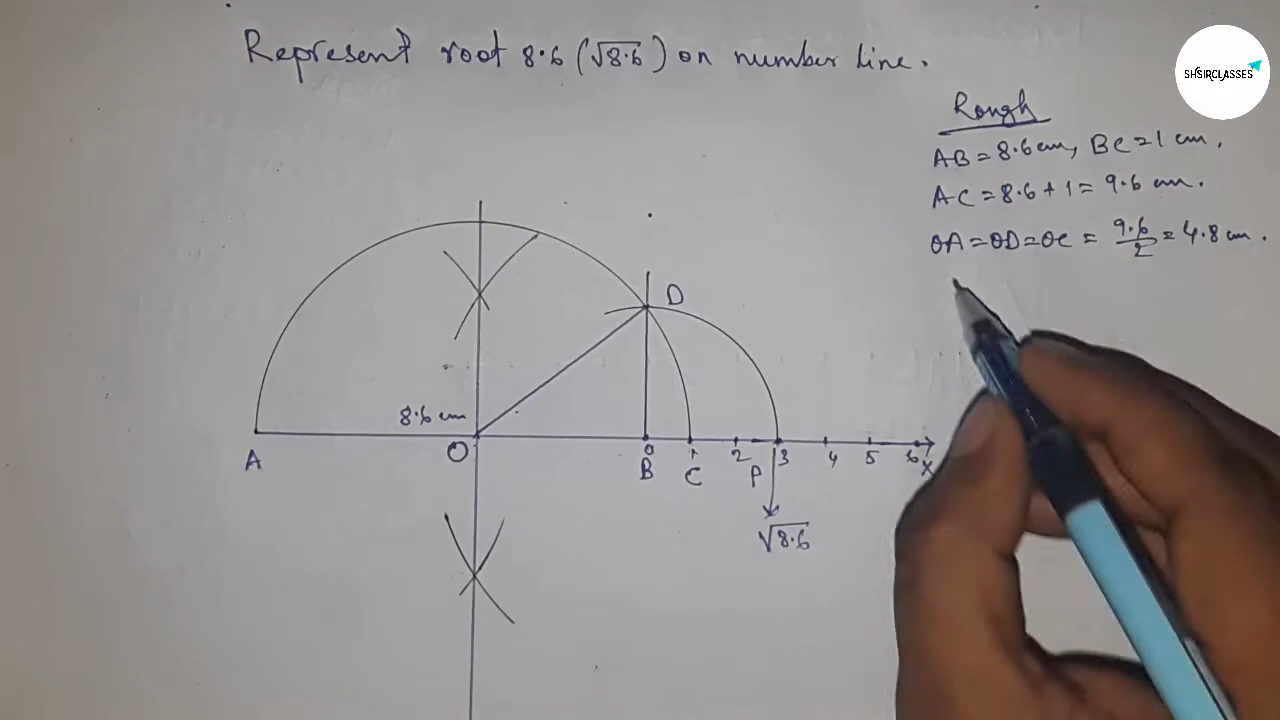 Represent root 8.6 (√8.6) on number line.
SHSIRCLASSES
Rough
AB = 8.6 cm, BC = 1 cm.
AC = 8.6 + 1 = 9.6 cm.
OA = OD = OC = 9.6/2 = 4.8 cm.
D
8.6 cm
A O 0 1 2 3 4 5 6 X
B C P
√8.6